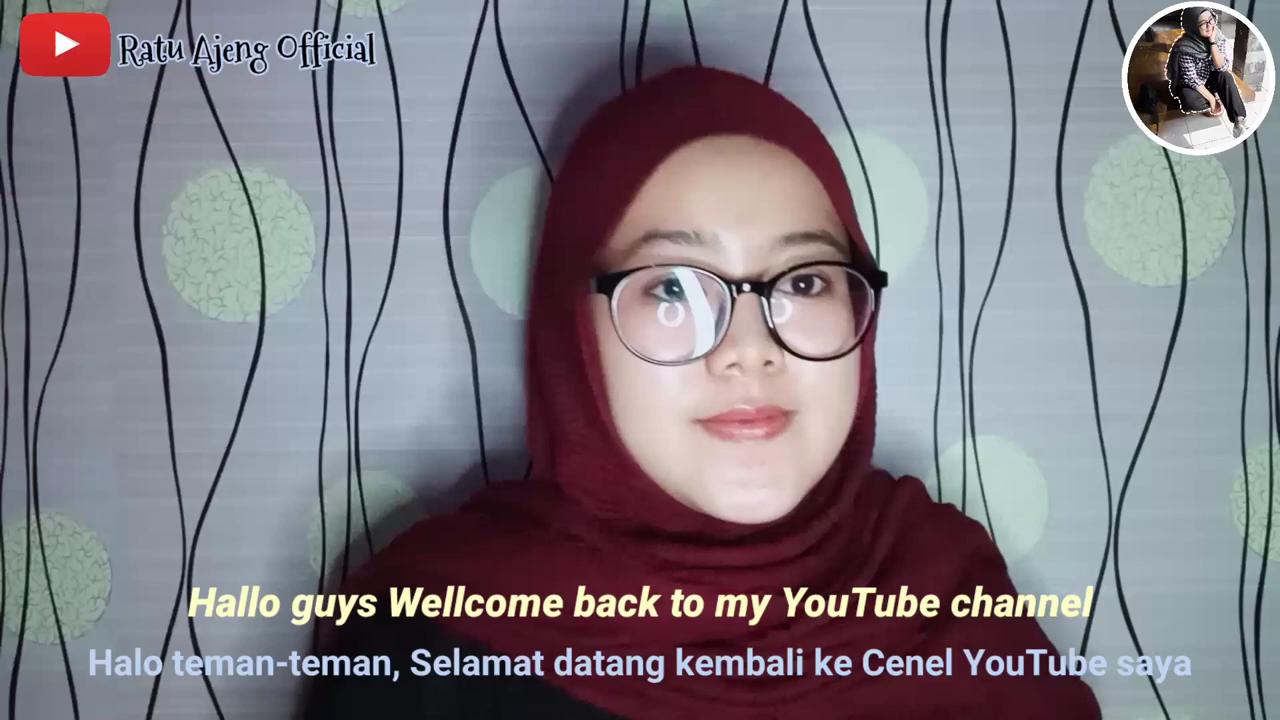 Ratu Ajeng Official
Hallo guys Wellcome back to my YouTube channel
Halo teman-teman, Selamat datang kembali ke Cenel YouTube saya